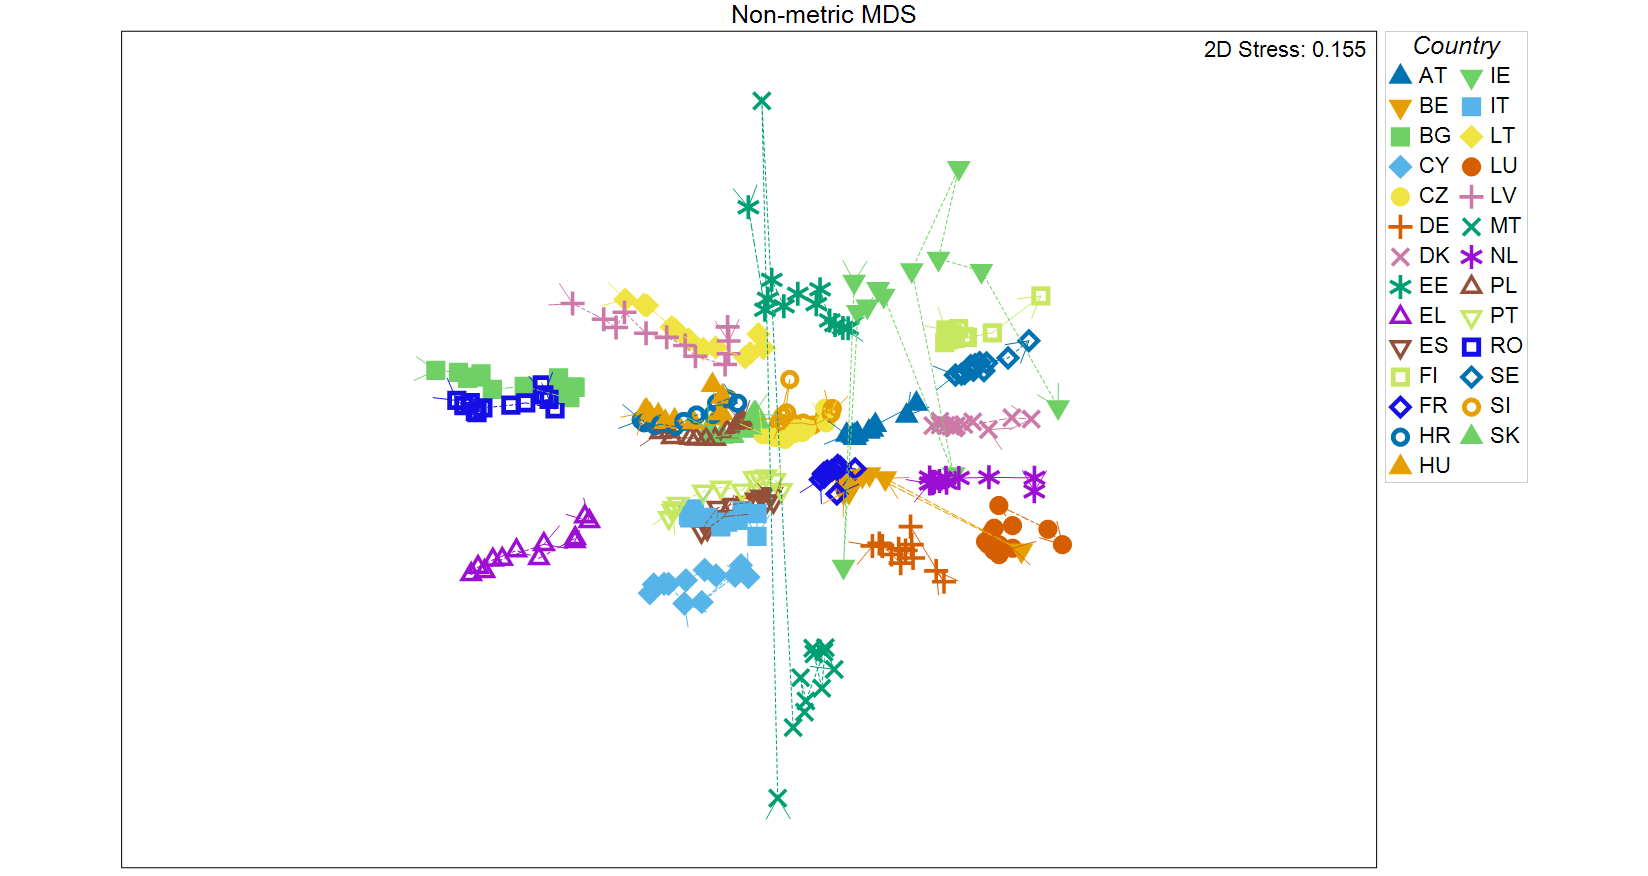 Non-metric MDS
2D Stress: 0.155
Country
AT IE
BE IT
BG LT
CY LU
CZ LV
DE MT
DK NL
EE PL
EL PT
ES RO
FI SE
FR SI
HR SK
HU